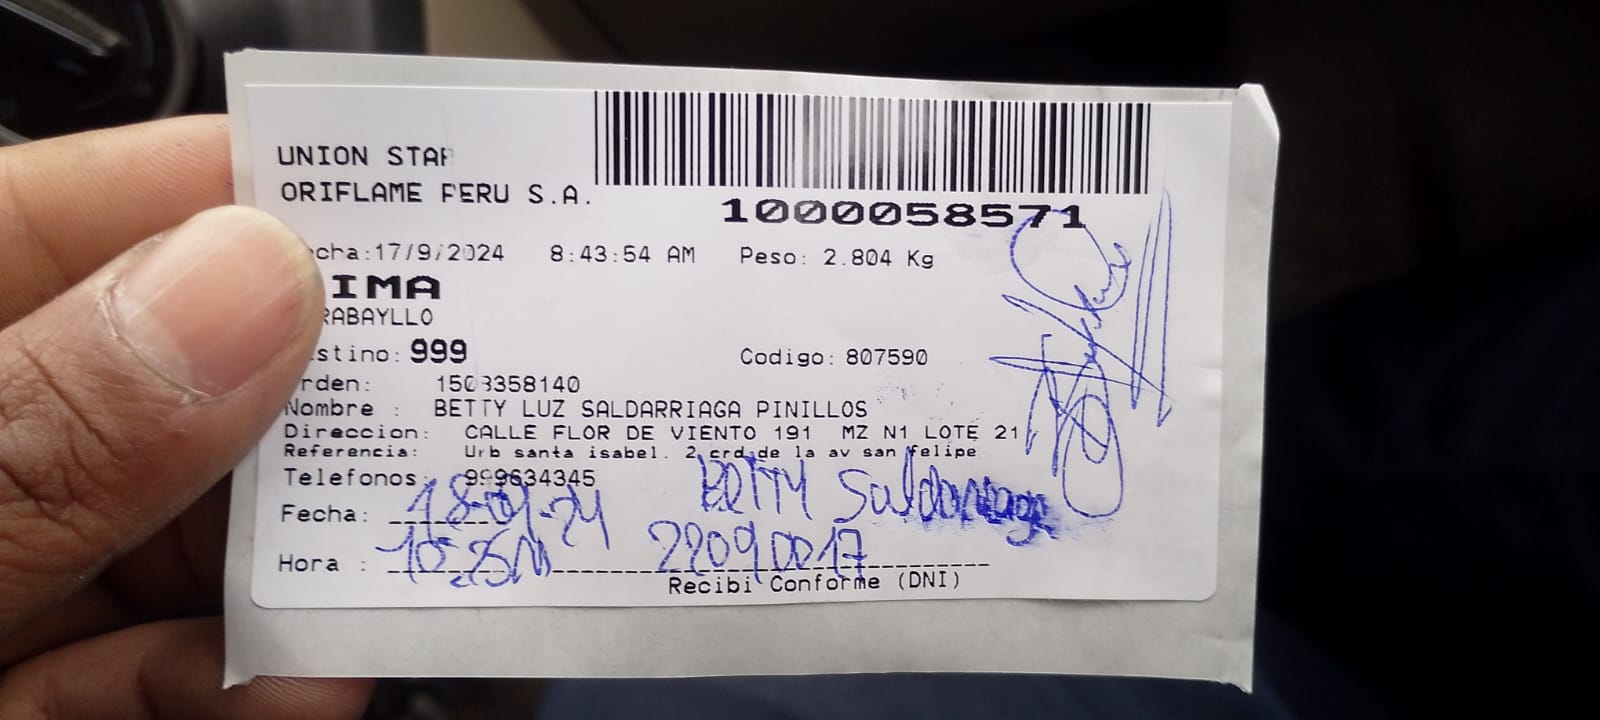 UNION STAR
ORIFLAME PERU S.A.
1000058571
cha:17/9/2024 8:43:54 AM Peso: 2.804 Kg
IMA
RABAYLLO
stino: 999 Codigo: 807590
rden: 1503358140
Nombre : BETTY LUZ SALDARRIAGA PINILLOS
Direccion: CALLE FLOR DE VIENTO 191 MZ N1 LOTE 21
Referencia: Urb santa isabel. 2 crd de la av san felipe
Telefonos: 999634345
BETTY Saldarriaga
Fecha: 18-09-24
Hora : 10:25M 22090017
Recibi Conforme (DNI)